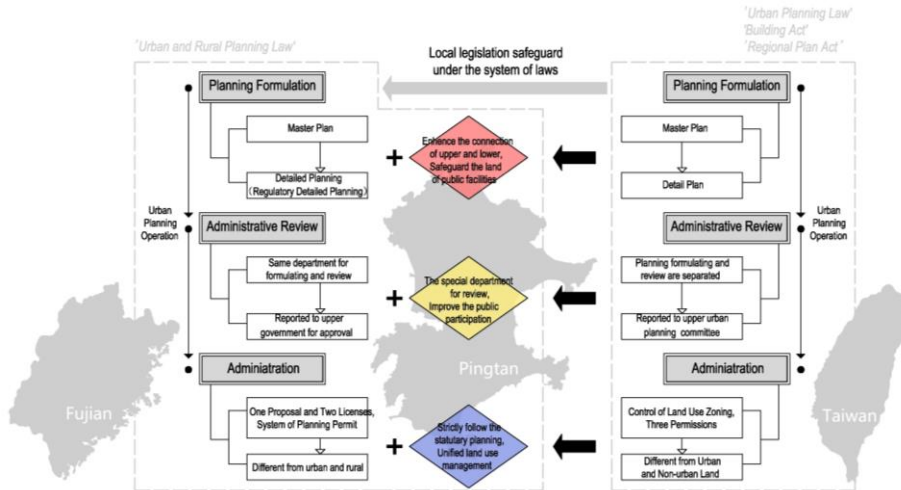 'Urban Planning Law'
'Building Act'
'Regional Plan Act'
'Urban and Rural Planning Law'
Local legislation safeguard
under the system of laws
Planning Formulation
Master Plan
Detailed Planning
(Regulatory Detailed Planning)
Urban
Planning
Operation
Administrative Review
Same department for
formulating and review
Reported to upper
government for approval
Adminiatration
One Proposal and Two Licenses,
System of Planning Permit
Different from urban and rural
Fujian
+
Enhence the connection
of upper and lower,
Safeguard the land
of public facilities
+
The special department
for review,
Improve the public
participation
Pingtan
+
Strictly follow the
statutory planning,
Unified land use
management
Planning Formulation
Master Plan
Detail Plan
Urban
Planning
Operation
Administrative Review
Planning formulating and
review are separated
Reported to upper urban
planning committee
Adminiatration
Control of Land Use Zoning,
Three Permissions
Different from Urban
and Non-urban Land
Taiwan